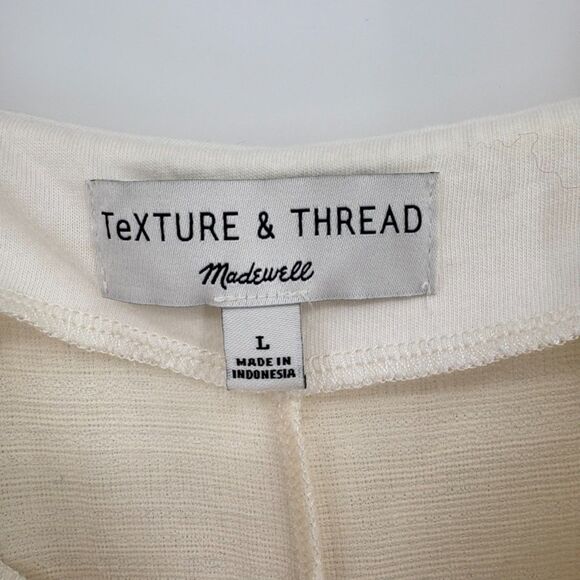 TeXTURE & THREAD
Madewell
L
MADE IN
INDONESIA